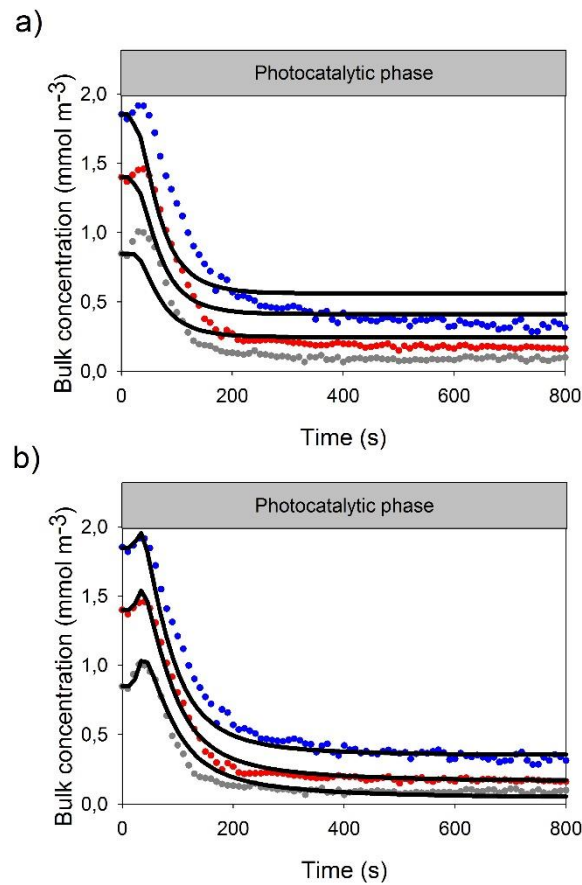 a)
Photocatalytic phase
2,0
1,5
1,0
0,5
0,0
Bulk concentration (mmol m-3)
0 200 400 600 800
Time (s)
b)
Photocatalytic phase
2,0
1,5
1,0
0,5
0,0
Bulk concentration (mmol m-3)
0 200 400 600 800
Time (s)